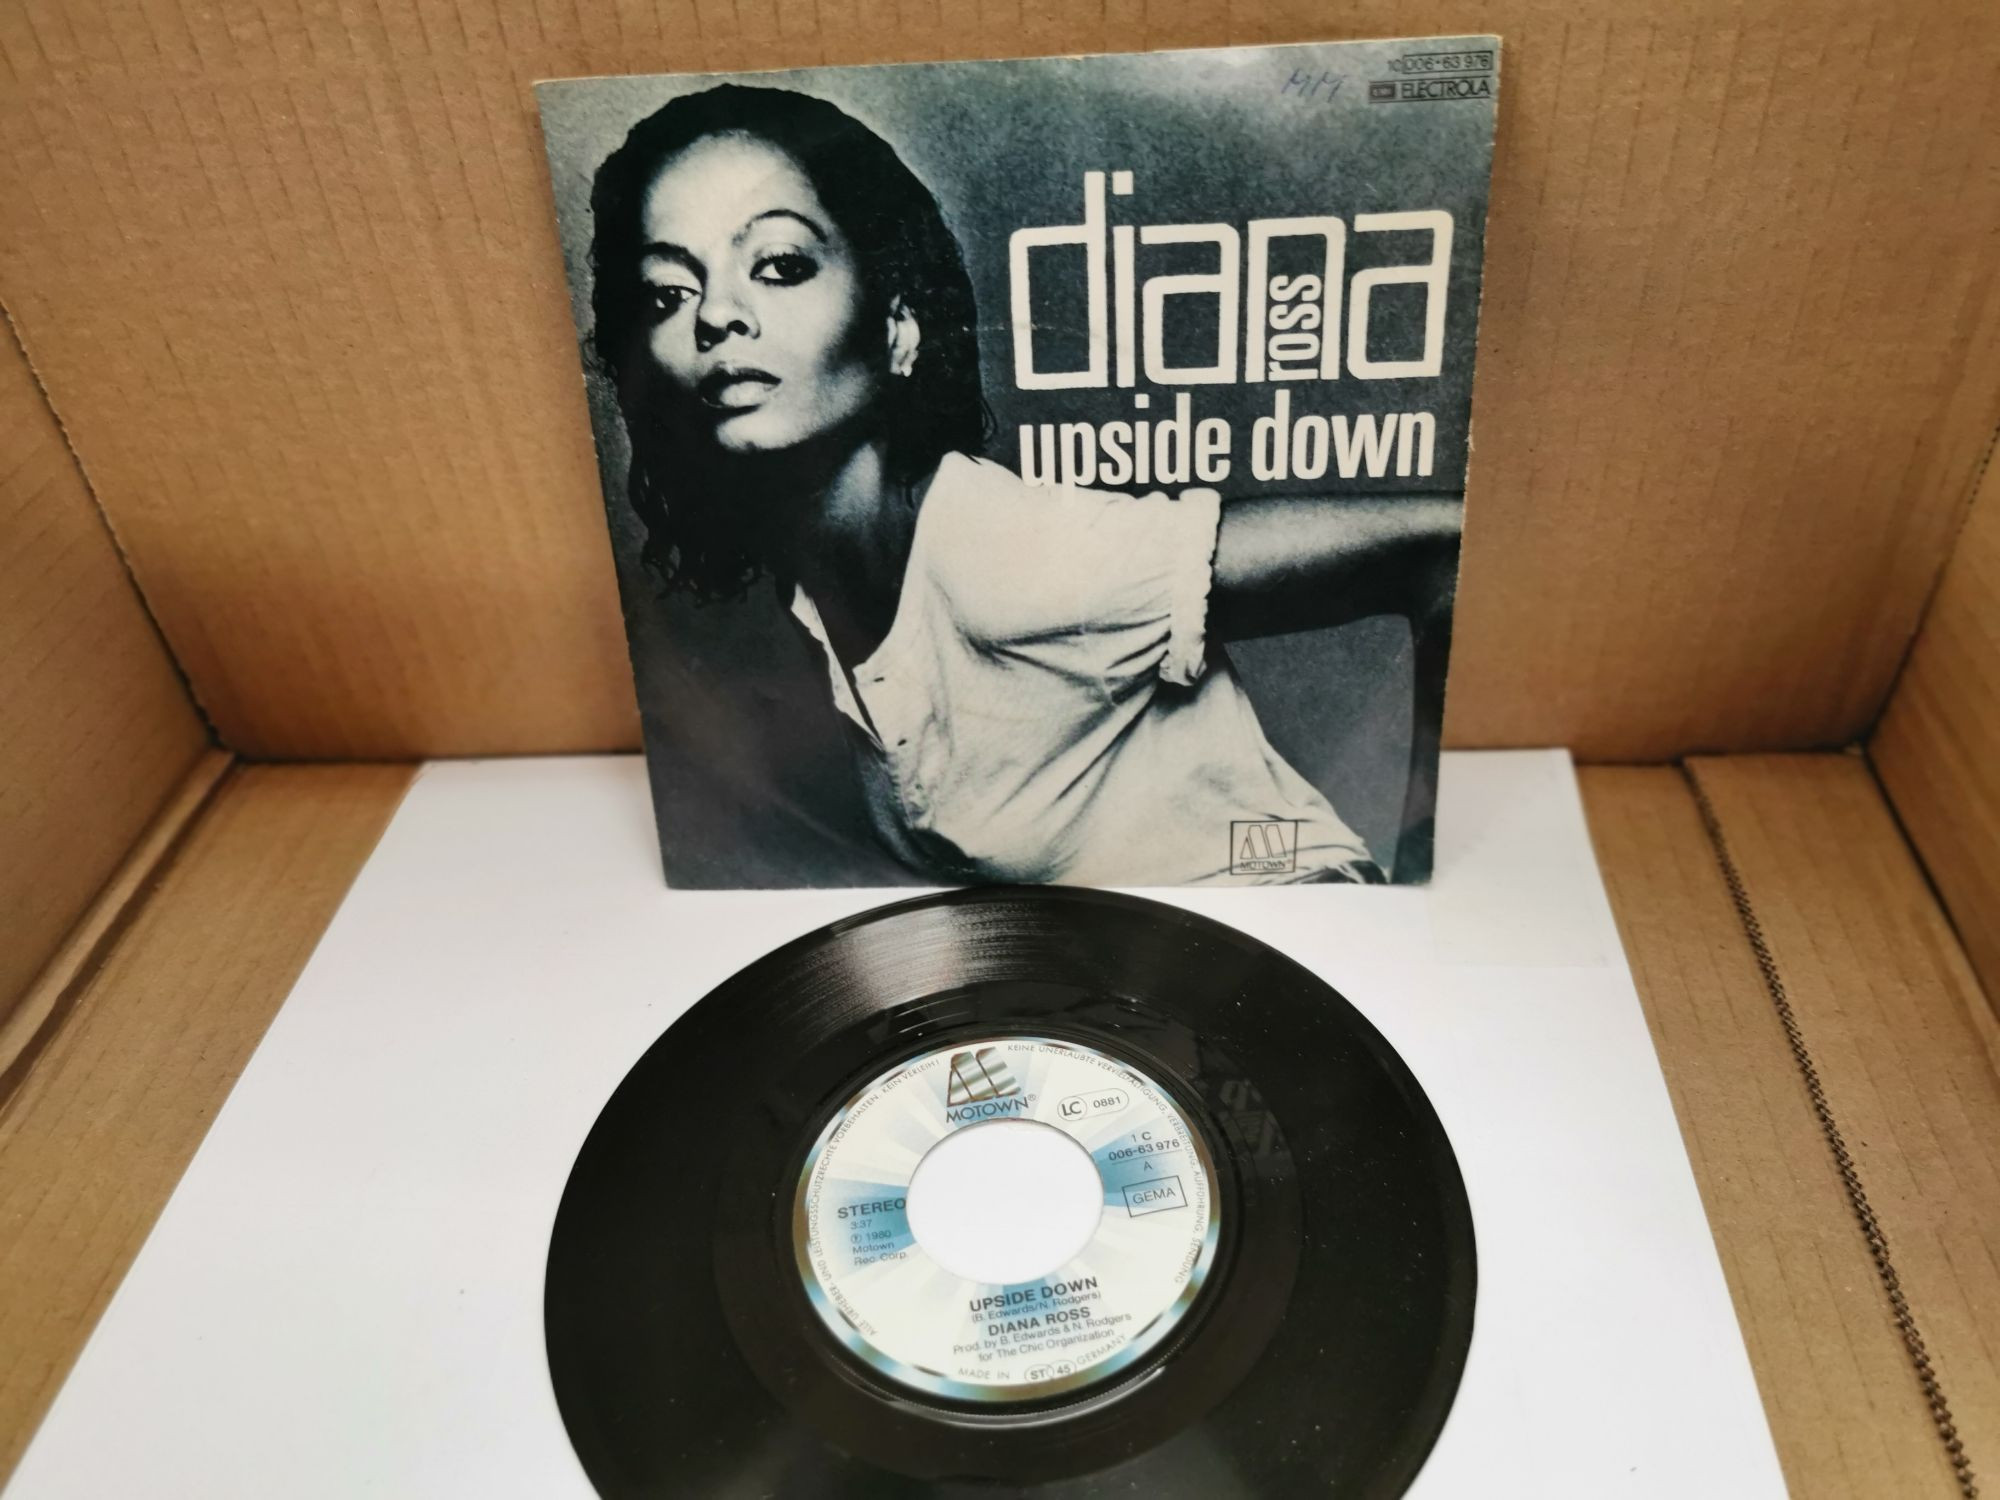 MM
1C 006-63 976
EMI ELECTROLA
diana
ross
upside down
MOTOWN
ALLE URHEBER- UND LEISTUNGSSCHUTZRECHTE VORBEHALTEN. KEIN VERLEIH! KEINE UNERLAUBTE VERVIELFÄLTIGUNG, VERBREITUNG, AUFFÜHRUNG, SENDUNG
MOTOWN®
LC 0881
1 C
006-63 976
A
GEMA
STEREO
3:37
Ⓟ 1980
Motown
Rec. Corp.
UPSIDE DOWN
(B. Edwards/N. Rodgers)
DIANA ROSS
Prod. by B. Edwards & N. Rodgers
for The Chic Organization
MADE IN ST 45 GERMANY